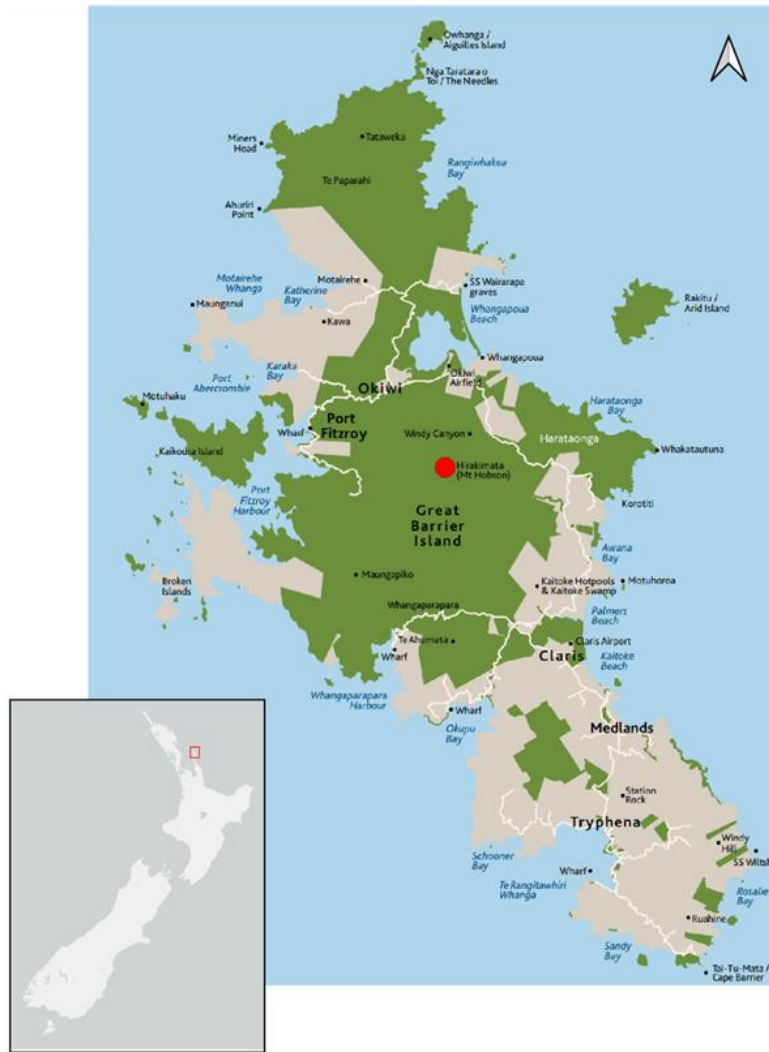 Owhanga /
Aiguilles Island
Nga Taratara o
Toi / The Needles
Miners
Head
Tataweka
Rangiwhakaea
Bay
Te Paparahi
Ahuriri
Point
Motairehe
Whanga
Katherine
Bay
Motairehe
SS Wairarapa
graves
Maunganui
Kawa
Whangapoua
Beach
Rakitu /
Arid Island
Whangapoua
Karaka
Bay
Okiwi
Airfield
Port
Abercrombie
Okiwi
Motuhaku
Harataonga
Bay
Port
Fitzroy
Wharf
Windy Canyon
Harataonga
Kaikoura Island
Whakatautuna
Hirakimata
(Mt Hobson)
Port
Fitzroy
Harbour
Korotiti
Great
Barrier
Island
Awana
Bay
Maungapiko
Kaitoke Hotpools
& Kaitoke Swamp
Motuhoroa
Broken
Islands
Whangaparapara
Palmers
Beach
Te Ahumata
Claris Airport
Wharf
Claris
Kaitoke
Beach
Whangaparapara
Harbour
Wharf
Okupu
Bay
Medlands
Station
Rock
Tryphena
Windy
Hill
Schooner
Bay
SS Wiltsh
Wharf
Te Rangitawhiri
Whanga
Rosalie
Bay
Ruahine
Sandy
Bay
Tai-Tu-Mata /
Cape Barrier